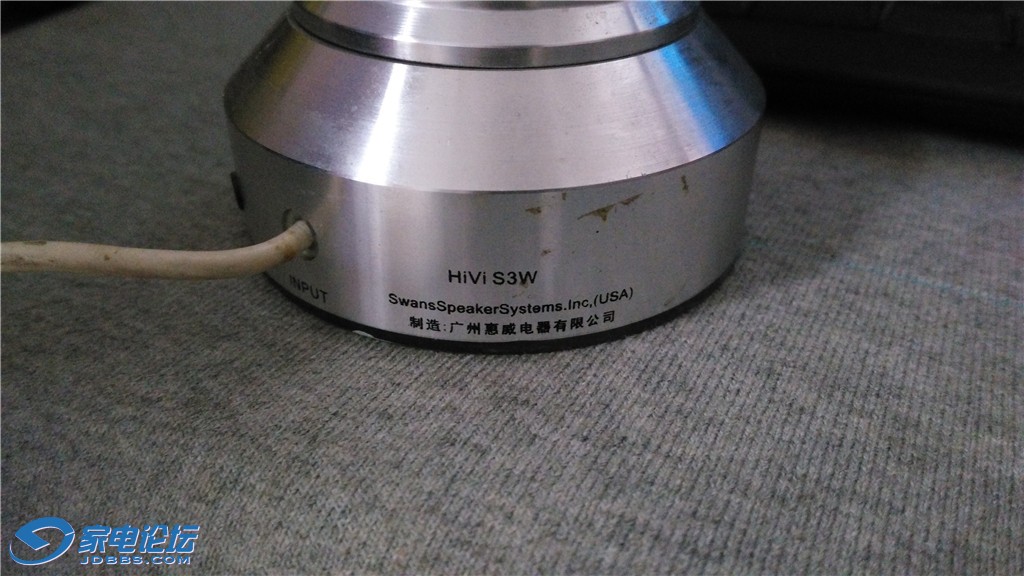 INPUT
HiVi S3W
SwansSpeakerSystems.Inc,(USA)
制造:广州惠威电器有限公司
家电论坛
JDBBS.COM